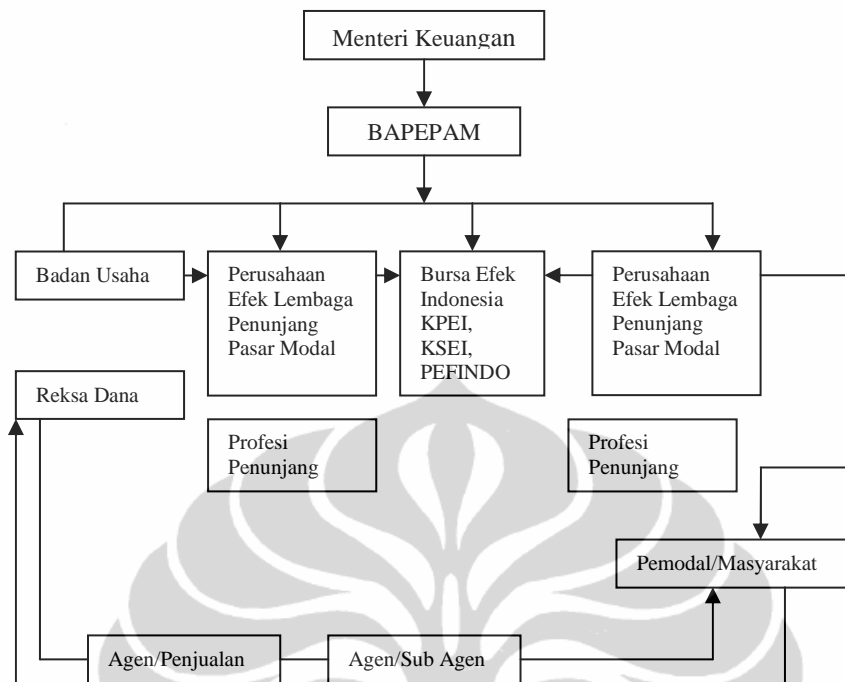 Menteri Keuangan
BAPEPAM
Badan Usaha
Perusahaan
Efek Lembaga
Penunjang
Pasar Modal
Bursa Efek
Indonesia
KPEI,
KSEI,
PEFINDO
Perusahaan
Efek Lembaga
Penunjang
Pasar Modal
Reksa Dana
Profesi
Penunjang
Profesi
Penunjang
Pemodal/Masyarakat
Agen/Penjualan
Agen/Sub Agen